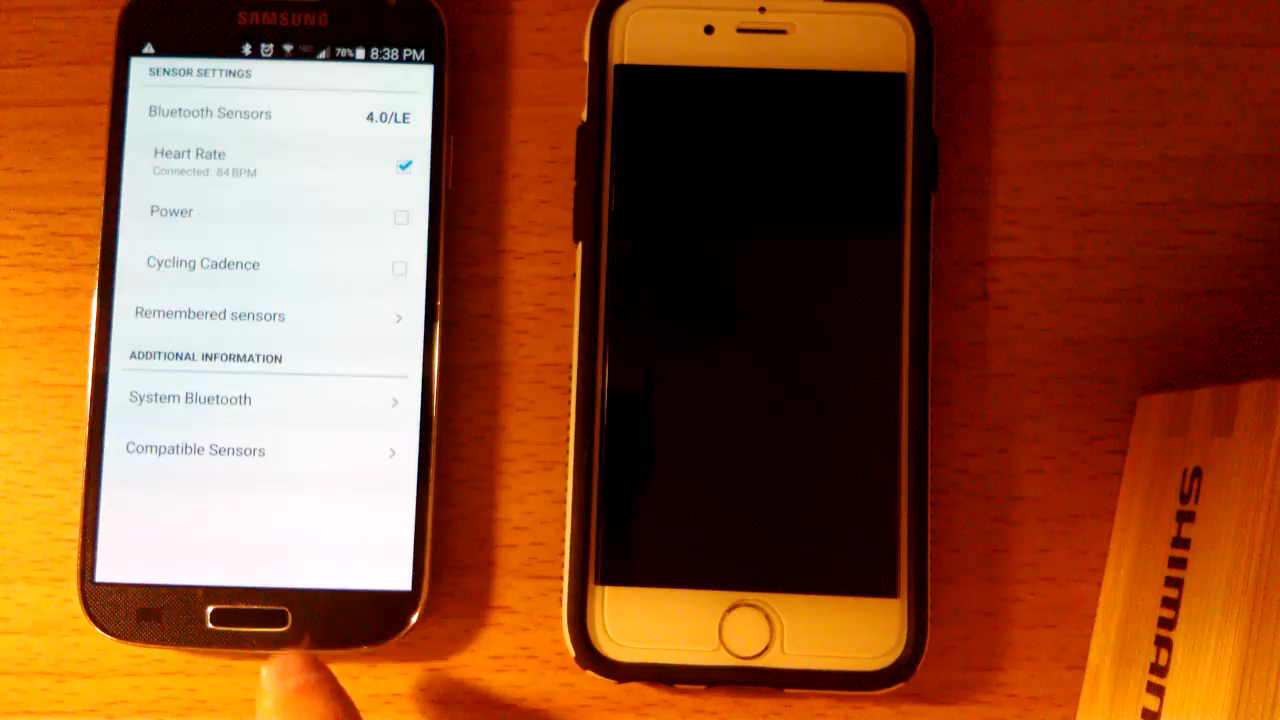 SAMSUNG
78% 8:38 PM
SENSOR SETTINGS
Bluetooth Sensors 4.0/LE
Heart Rate
Connected: 84 BPM
Power
Cycling Cadence
Remembered sensors
ADDITIONAL INFORMATION
System Bluetooth
Compatible Sensors
SHIMAN